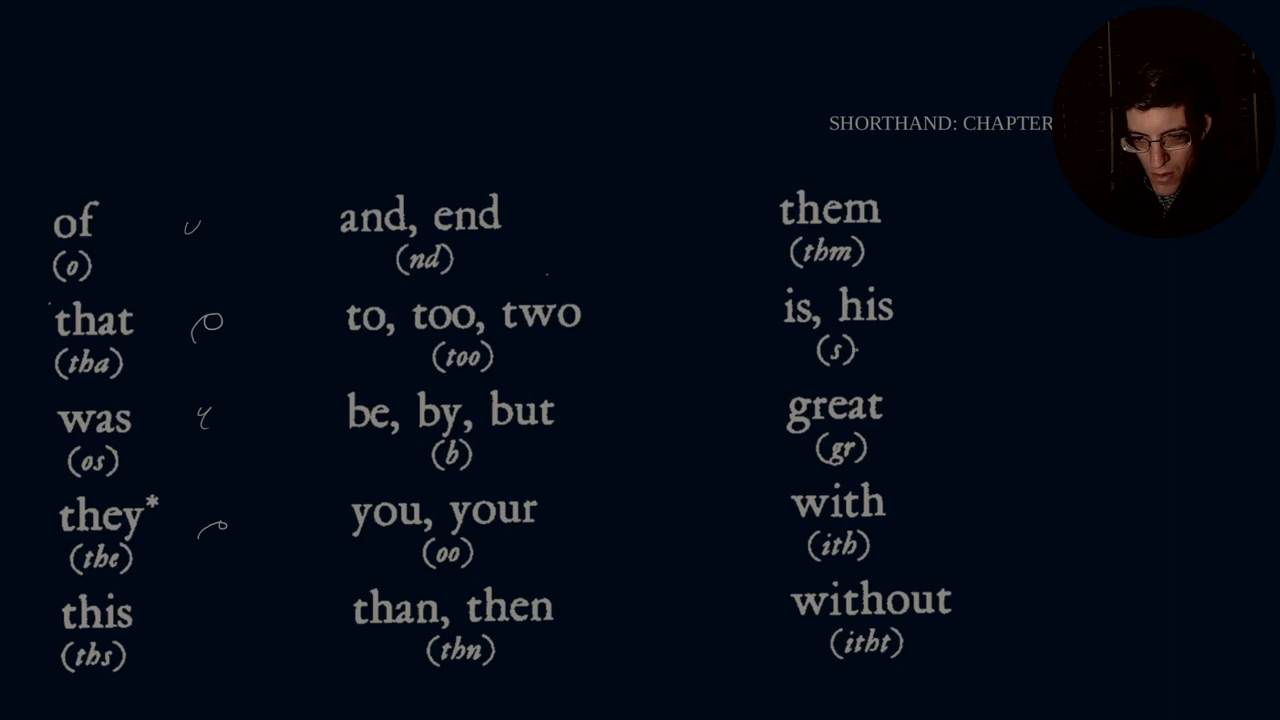 SHORTHAND: CHAPTER
of
(o)
that
(tha)
was
(os)
they*
(the)
this
(ths)
and, end
(nd)
to, too, two
(too)
be, by, but
(b)
you, your
(oo)
than, then
(thn)
them
(thm)
is, his
(s)
great
(gr)
with
(ith)
without
(itht)